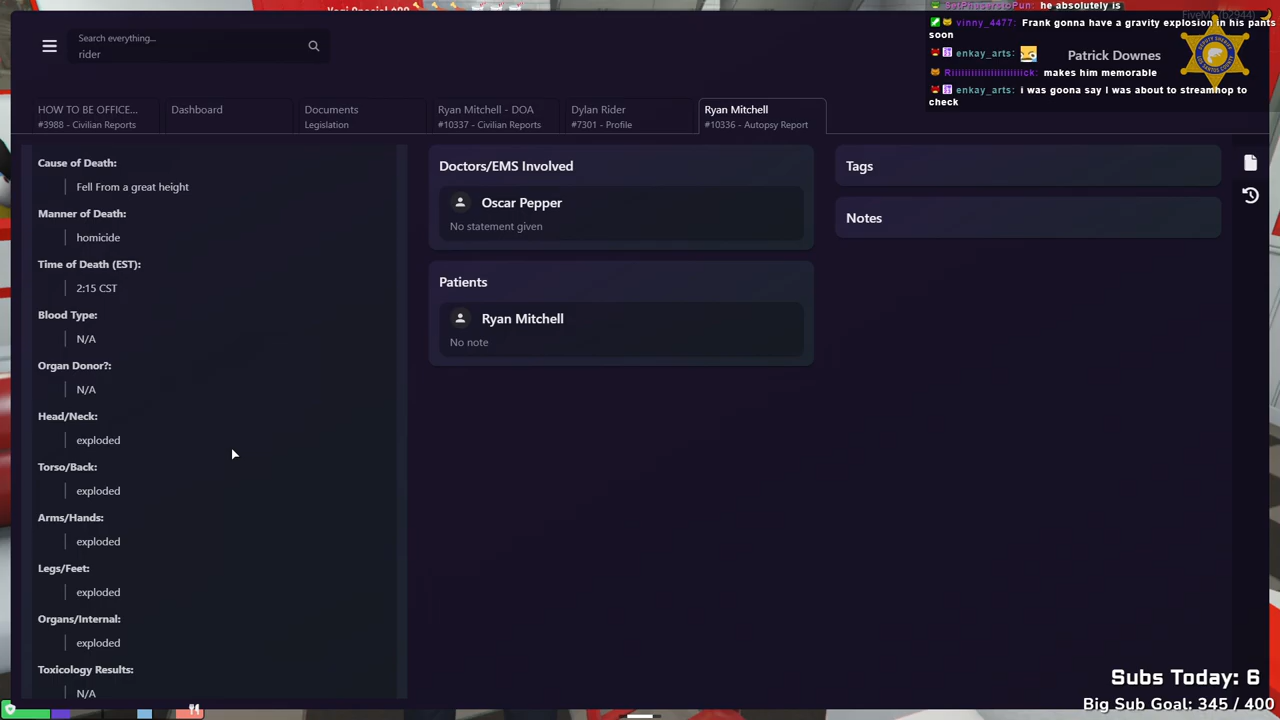 Search everything...
rider
HOW TO BE OFFICE...
#3988 - Civilian Reports
Dashboard
Documents
Legislation
Ryan Mitchell - DOA
#10337 - Civilian Reports
Dylan Rider
#7301 - Profile
Ryan Mitchell
#10336 - Autopsy Report
Patrick Downes
SetPhaserstoPun: he absolutely is
vinny_4477: Frank gonna have a gravity explosion in his pants
soon
enkay_arts:
Riiiiiiiiiiiiiiiiiiick: makes him memorable
enkay_arts: i was goona say I was about to streamhop to
check
Cause of Death:
Fell From a great height
Manner of Death:
homicide
Time of Death (EST):
2:15 CST
Blood Type:
N/A
Organ Donor?:
N/A
Head/Neck:
exploded
Torso/Back:
exploded
Arms/Hands:
exploded
Legs/Feet:
exploded
Organs/Internal:
exploded
Toxicology Results:
N/A
Doctors/EMS Involved
Oscar Pepper
No statement given
Patients
Ryan Mitchell
No note
Tags
Notes
Subs Today: 6
Big Sub Goal: 345 / 400